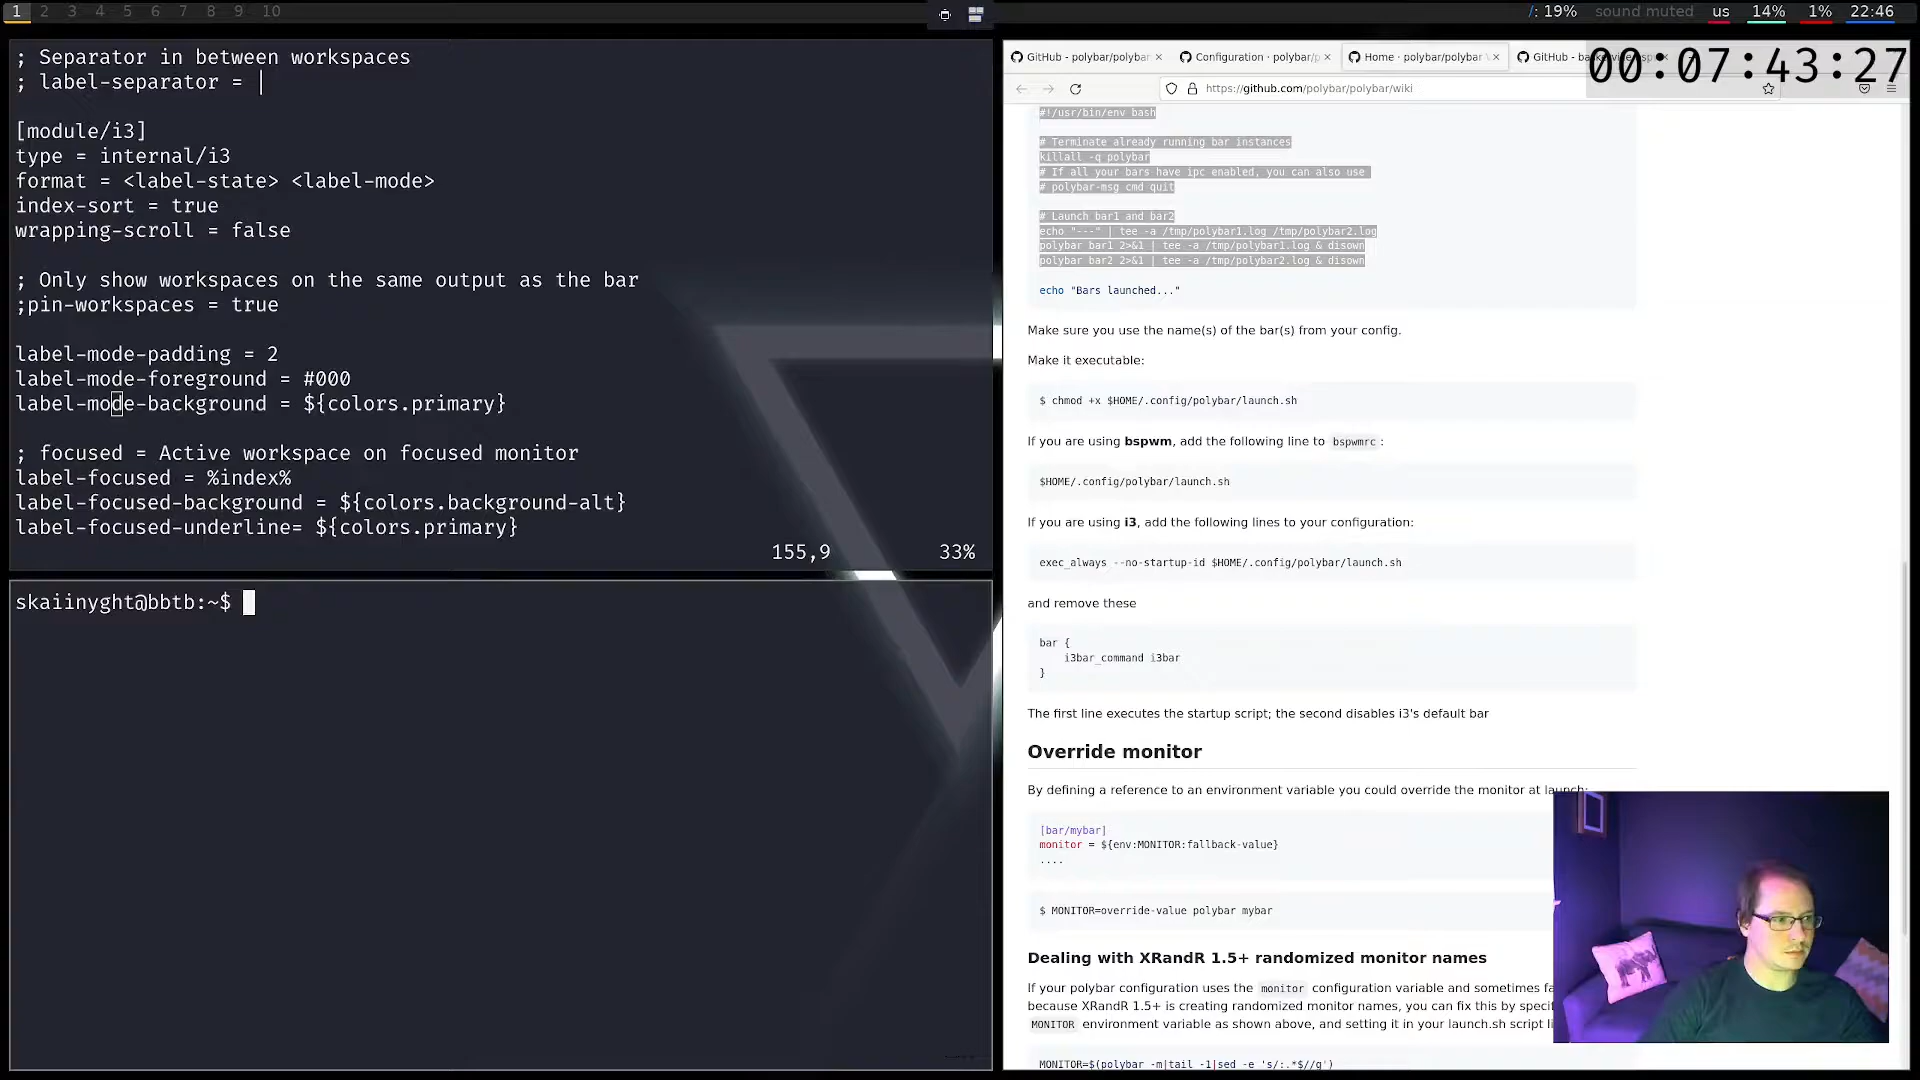 1 2 3 4 5 6 7 8 9 10
/: 19% sound muted us 14% 1% 22:46
; Separator in between workspaces
; label-separator = |
[module/i3]
type = internal/i3
format = <label-state> <label-mode>
index-sort = true
wrapping-scroll = false
; Only show workspaces on the same output as the bar
;pin-workspaces = true
label-mode-padding = 2
label-mode-foreground = #000
label-mode-background = ${colors.primary}
; focused = Active workspace on focused monitor
label-focused = %index%
label-focused-background = ${colors.background-alt}
label-focused-underline= ${colors.primary}
155,9 33%
skaiinyght@bbtb:~$
GitHub - polybar/polybar
Configuration · polybar/p
Home · polybar/polybar
GitHub -
00:07:43:27
https://github.com/polybar/polybar/wiki
#!/usr/bin/env bash
# Terminate already running bar instances
killall -q polybar
# If all your bars have ipc enabled, you can also use
# polybar-msg cmd quit
# Launch bar1 and bar2
echo "---" | tee -a /tmp/polybar1.log /tmp/polybar2.log
polybar bar1 2>&1 | tee -a /tmp/polybar1.log & disown
polybar bar2 2>&1 | tee -a /tmp/polybar2.log & disown
echo "Bars launched..."
Make sure you use the name(s) of the bar(s) from your config.
Make it executable:
$ chmod +x $HOME/.config/polybar/launch.sh
If you are using bspwm, add the following line to bspwmrc :
$HOME/.config/polybar/launch.sh
If you are using i3, add the following lines to your configuration:
exec_always --no-startup-id $HOME/.config/polybar/launch.sh
and remove these
bar {
i3bar_command i3bar
}
The first line executes the startup script; the second disables i3's default bar
Override monitor
By defining a reference to an environment variable you could override the monitor at launch:
[bar/mybar]
monitor = ${env:MONITOR:fallback-value}
....
$ MONITOR=override-value polybar mybar
Dealing with XRandR 1.5+ randomized monitor names
If your polybar configuration uses the monitor configuration variable and sometimes fa
because XRandR 1.5+ is creating randomized monitor names, you can fix this by speci
MONITOR environment variable as shown above, and setting it in your launch.sh script li
MONITOR=$(polybar -m|tail -1|sed -e 's/:.*$//g')